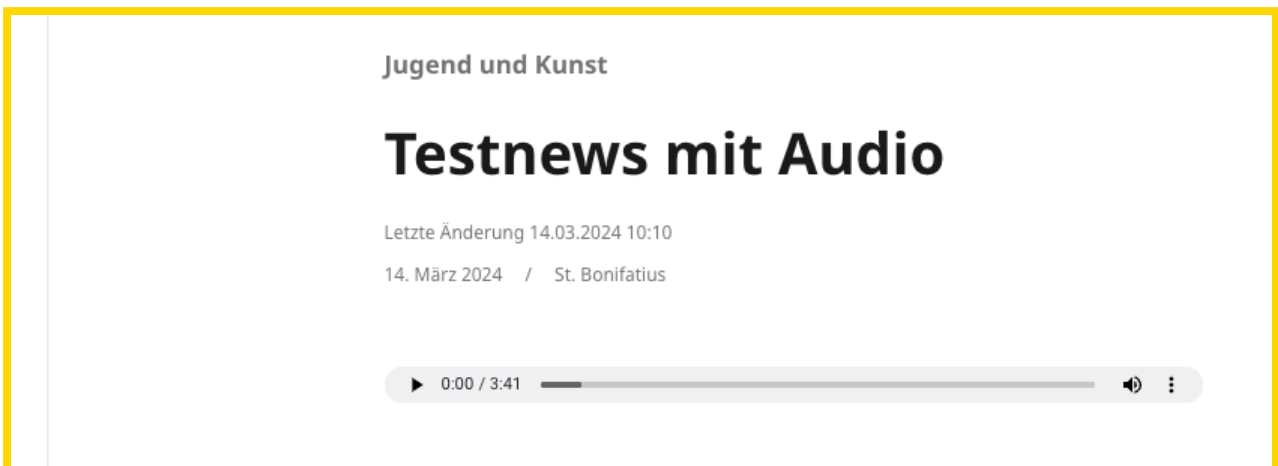 Jugend und Kunst
Testnews mit Audio
Letzte Änderung 14.03.2024 10:10
14. März 2024 / St. Bonifatius
0:00 / 3:41